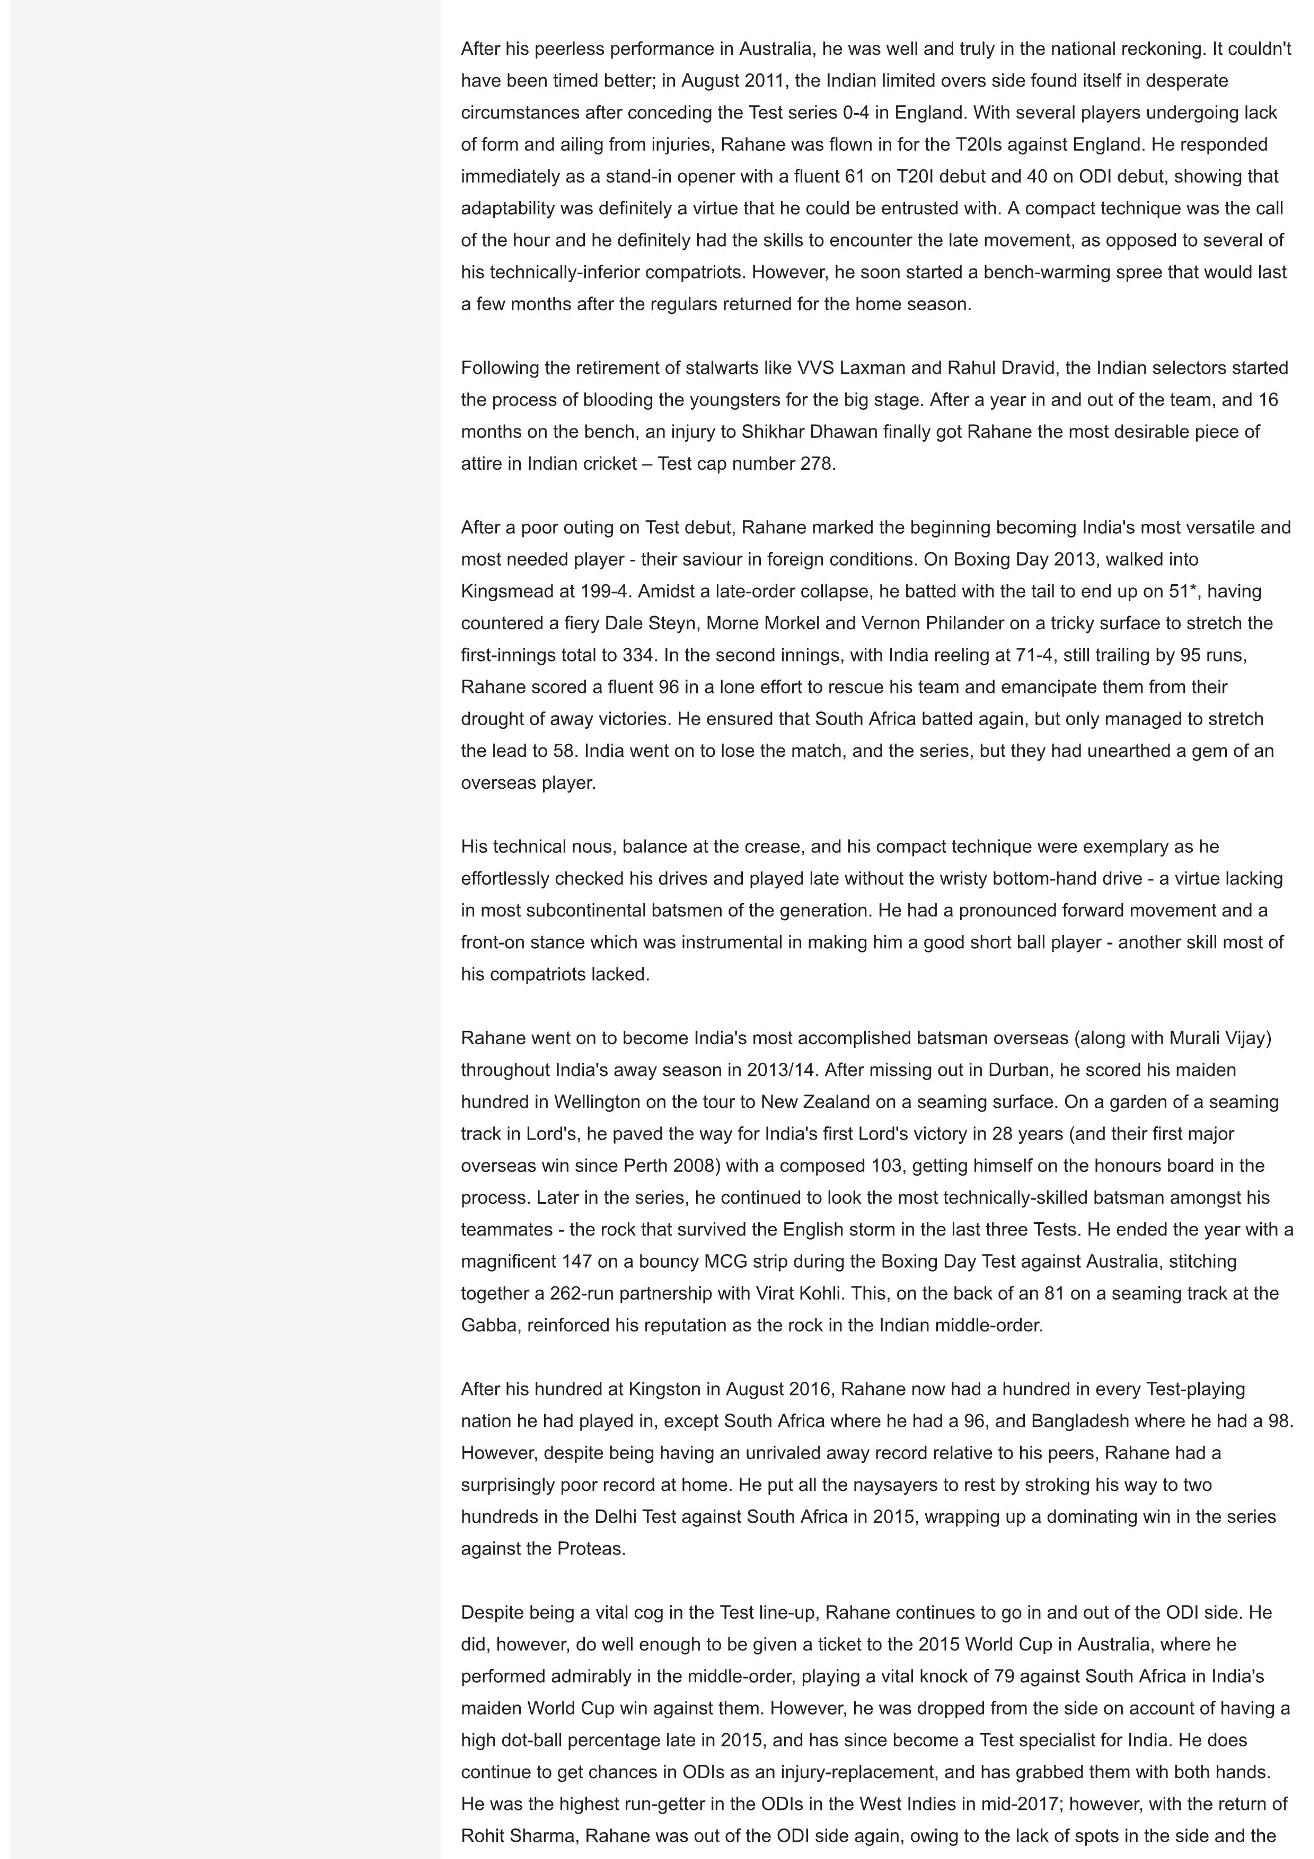 After his peerless performance in Australia, he was well and truly in the national reckoning. It couldn't
have been timed better; in August 2011, the Indian limited overs side found itself in desperate
circumstances after conceding the Test series 0-4 in England. With several players undergoing lack
of form and ailing from injuries, Rahane was flown in for the T20Is against England. He responded
immediately as a stand-in opener with a fluent 61 on T20I debut and 40 on ODI debut, showing that
adaptability was definitely a virtue that he could be entrusted with. A compact technique was the call
of the hour and he definitely had the skills to encounter the late movement, as opposed to several of
his technically-inferior compatriots. However, he soon started a bench-warming spree that would last
a few months after the regulars returned for the home season.
Following the retirement of stalwarts like VVS Laxman and Rahul Dravid, the Indian selectors started
the process of blooding the youngsters for the big stage. After a year in and out of the team, and 16
months on the bench, an injury to Shikhar Dhawan finally got Rahane the most desirable piece of
attire in Indian cricket – Test cap number 278.
After a poor outing on Test debut, Rahane marked the beginning becoming India's most versatile and
most needed player - their saviour in foreign conditions. On Boxing Day 2013, walked into
Kingsmead at 199-4. Amidst a late-order collapse, he batted with the tail to end up on 51*, having
countered a fiery Dale Steyn, Morne Morkel and Vernon Philander on a tricky surface to stretch the
first-innings total to 334. In the second innings, with India reeling at 71-4, still trailing by 95 runs,
Rahane scored a fluent 96 in a lone effort to rescue his team and emancipate them from their
drought of away victories. He ensured that South Africa batted again, but only managed to stretch
the lead to 58. India went on to lose the match, and the series, but they had unearthed a gem of an
overseas player.
His technical nous, balance at the crease, and his compact technique were exemplary as he
effortlessly checked his drives and played late without the wristy bottom-hand drive - a virtue lacking
in most subcontinental batsmen of the generation. He had a pronounced forward movement and a
front-on stance which was instrumental in making him a good short ball player - another skill most of
his compatriots lacked.
Rahane went on to become India's most accomplished batsman overseas (along with Murali Vijay)
throughout India's away season in 2013/14. After missing out in Durban, he scored his maiden
hundred in Wellington on the tour to New Zealand on a seaming surface. On a garden of a seaming
track in Lord's, he paved the way for India's first Lord's victory in 28 years (and their first major
overseas win since Perth 2008) with a composed 103, getting himself on the honours board in the
process. Later in the series, he continued to look the most technically-skilled batsman amongst his
teammates - the rock that survived the English storm in the last three Tests. He ended the year with a
magnificent 147 on a bouncy MCG strip during the Boxing Day Test against Australia, stitching
together a 262-run partnership with Virat Kohli. This, on the back of an 81 on a seaming track at the
Gabba, reinforced his reputation as the rock in the Indian middle-order.
After his hundred at Kingston in August 2016, Rahane now had a hundred in every Test-playing
nation he had played in, except South Africa where he had a 96, and Bangladesh where he had a 98.
However, despite being having an unrivaled away record relative to his peers, Rahane had a
surprisingly poor record at home. He put all the naysayers to rest by stroking his way to two
hundreds in the Delhi Test against South Africa in 2015, wrapping up a dominating win in the series
against the Proteas.
Despite being a vital cog in the Test line-up, Rahane continues to go in and out of the ODI side. He
did, however, do well enough to be given a ticket to the 2015 World Cup in Australia, where he
performed admirably in the middle-order, playing a vital knock of 79 against South Africa in India's
maiden World Cup win against them. However, he was dropped from the side on account of having a
high dot-ball percentage late in 2015, and has since become a Test specialist for India. He does
continue to get chances in ODIs as an injury-replacement, and has grabbed them with both hands.
He was the highest run-getter in the ODIs in the West Indies in mid-2017; however, with the return of
Rohit Sharma, Rahane was out of the ODI side again, owing to the lack of spots in the side and the